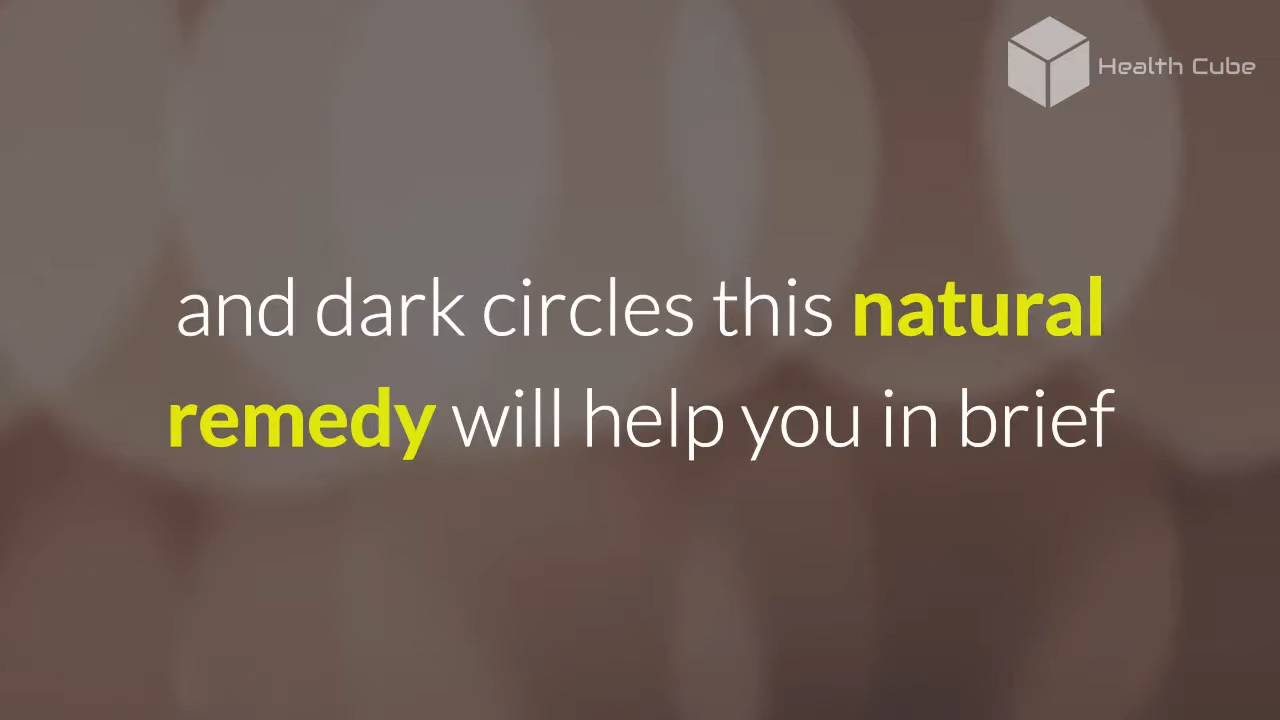 Health Cube
and dark circles this natural
remedy will help you in brief